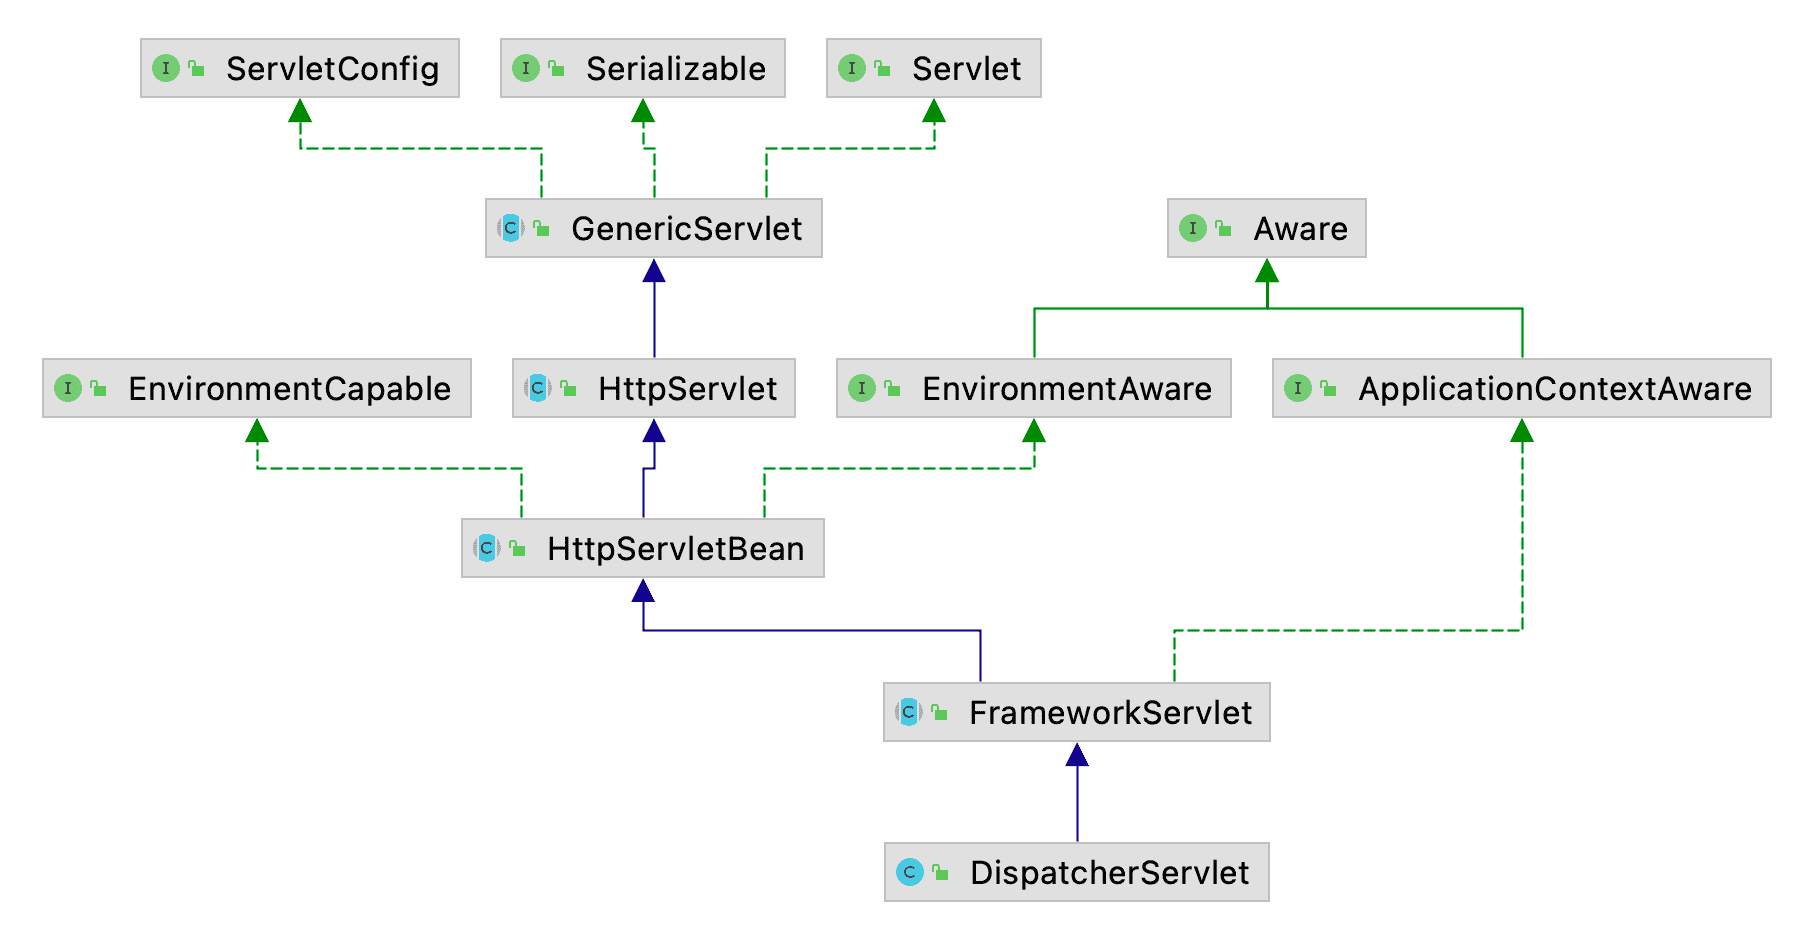 I ServletConfig
I Serializable
I Servlet
C GenericServlet
I Aware
I EnvironmentCapable
C HttpServlet
I EnvironmentAware
I ApplicationContextAware
C HttpServletBean
C FrameworkServlet
C DispatcherServlet